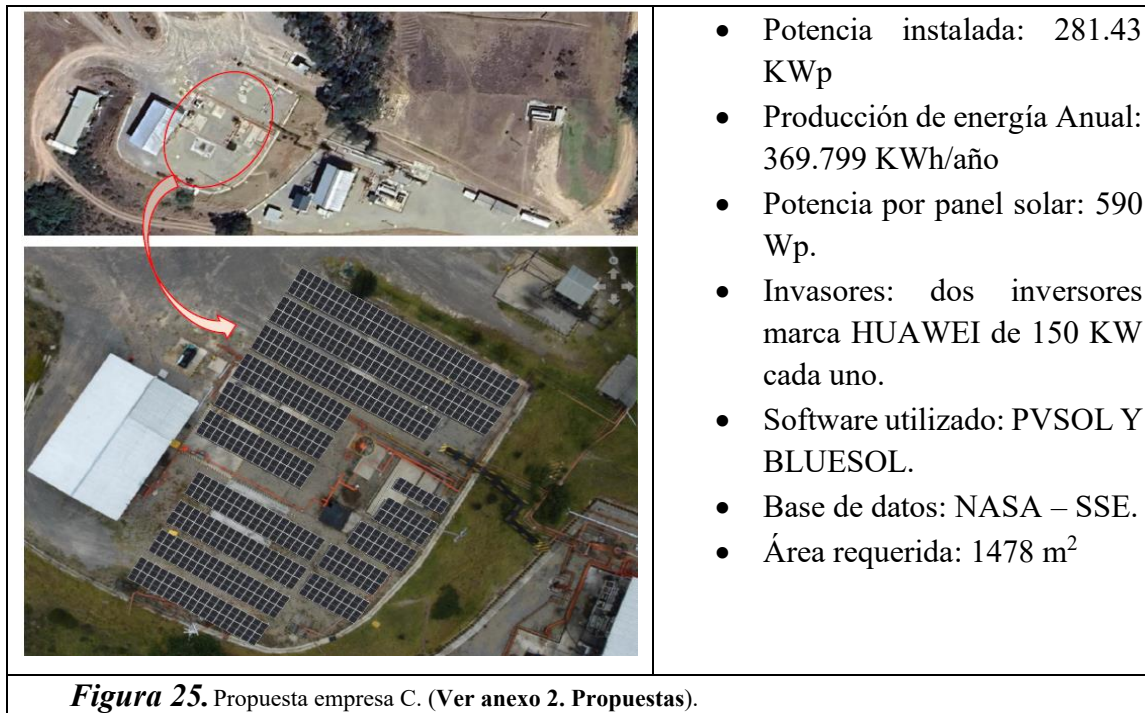 • Potencia instalada: 281.43
KWp
• Producción de energía Anual:
369.799 KWh/año
• Potencia por panel solar: 590
Wp.
• Invasores: dos inversores
marca HUAWEI de 150 KW
cada uno.
• Software utilizado: PVSOL Y
BLUESOL.
• Base de datos: NASA – SSE.
• Área requerida: 1478 m²
Figura 25. Propuesta empresa C. (Ver anexo 2. Propuestas).